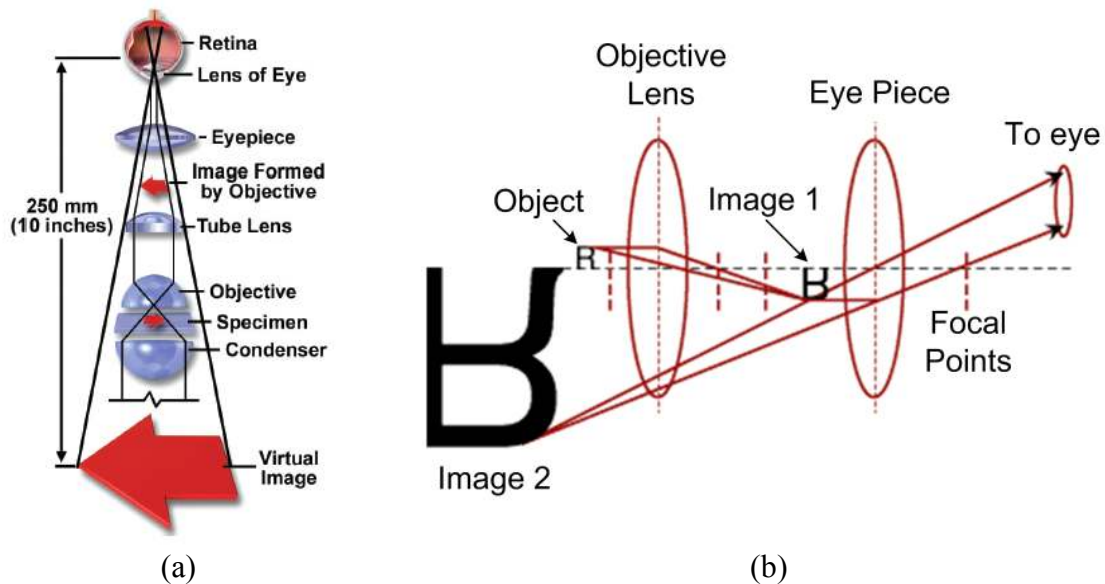 Retina
Lens of Eye
Eyepiece
Image Formed
by Objective
250 mm
(10 inches)
Tube Lens
Objective
Specimen
Condenser
Virtual
Image
(a)
Objective
Lens
Eye Piece
To eye
Object
Image 1
R
R
R
Focal
Points
Image 2
(b)